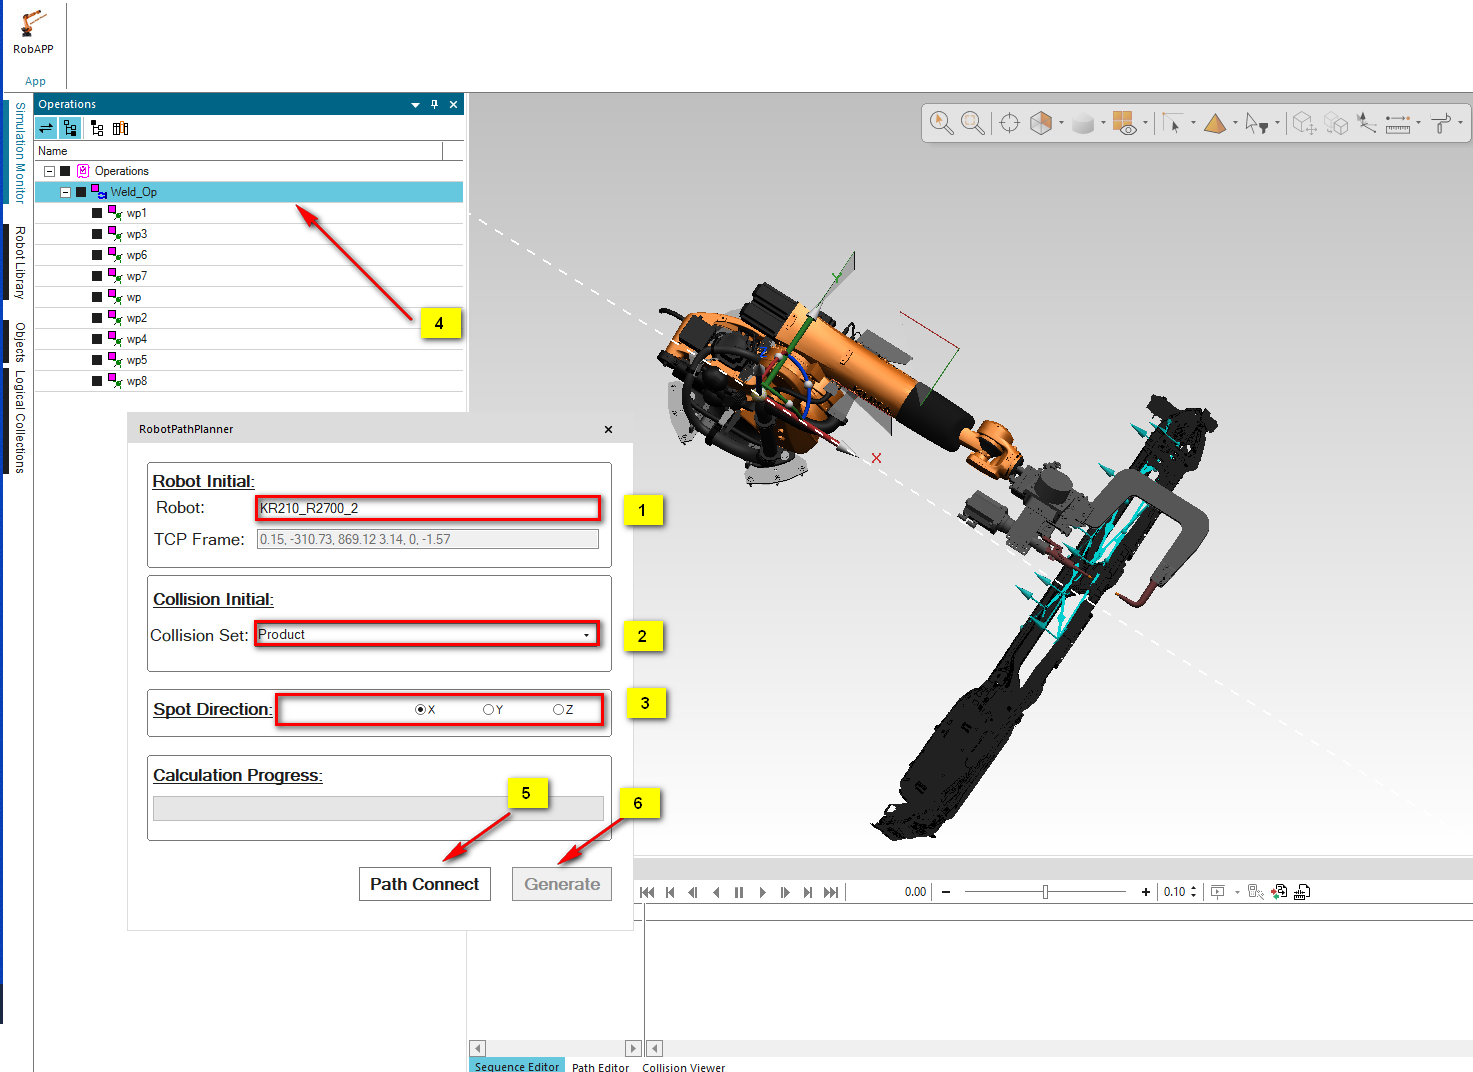 RobAPP
App
Simulation Monitor
Robot Library
Objects
Logical Collections
Operations
Name
Operations
Weld_Op
wp1
wp3
wp6
wp7
wp
wp2
wp4
wp5
wp8
4
RobotPathPlanner
Robot Initial:
Robot: KR210_R2700_2
1
TCP Frame: 0.15, -310.73, 869.12 3.14, 0, -1.57
Collision Initial:
Collision Set: Product
2
Spot Direction: X Y Z
3
Calculation Progress:
5
6
Path Connect Generate
Y
Z
X
0.00 0.10
Sequence Editor Path Editor Collision Viewer